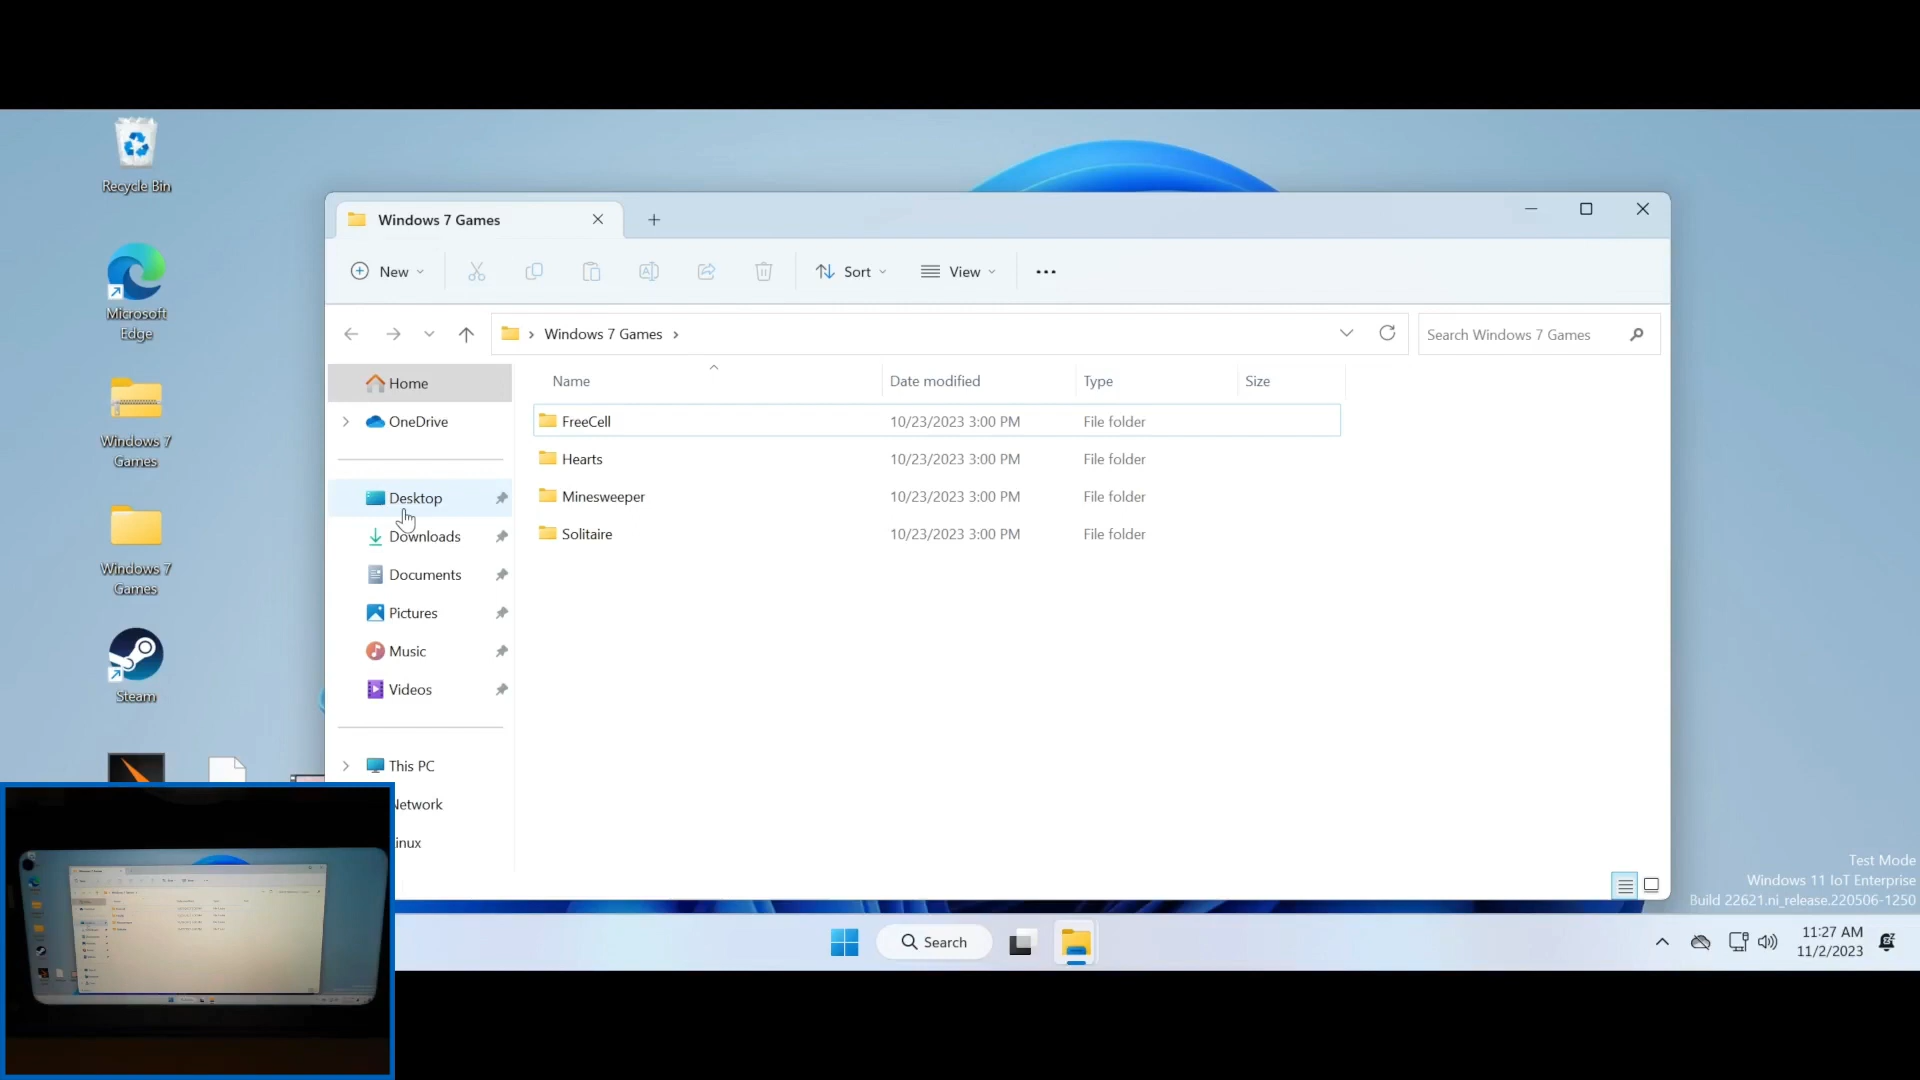 Recycle Bin
Microsoft
Edge
Windows 7
Games
Windows 7
Games
Steam
Windows 7 Games
New
Sort
View
Windows 7 Games
Search Windows 7 Games
Home
OneDrive
Desktop
Downloads
Documents
Pictures
Music
Videos
This PC
Network
inux
Name Date modified Type Size
FreeCell 10/23/2023 3:00 PM File folder
Hearts 10/23/2023 3:00 PM File folder
Minesweeper 10/23/2023 3:00 PM File folder
Solitaire 10/23/2023 3:00 PM File folder
Test Mode
Windows 11 IoT Enterprise
Build 22621.ni_release.220506-1250
Search
11:27 AM
11/2/2023